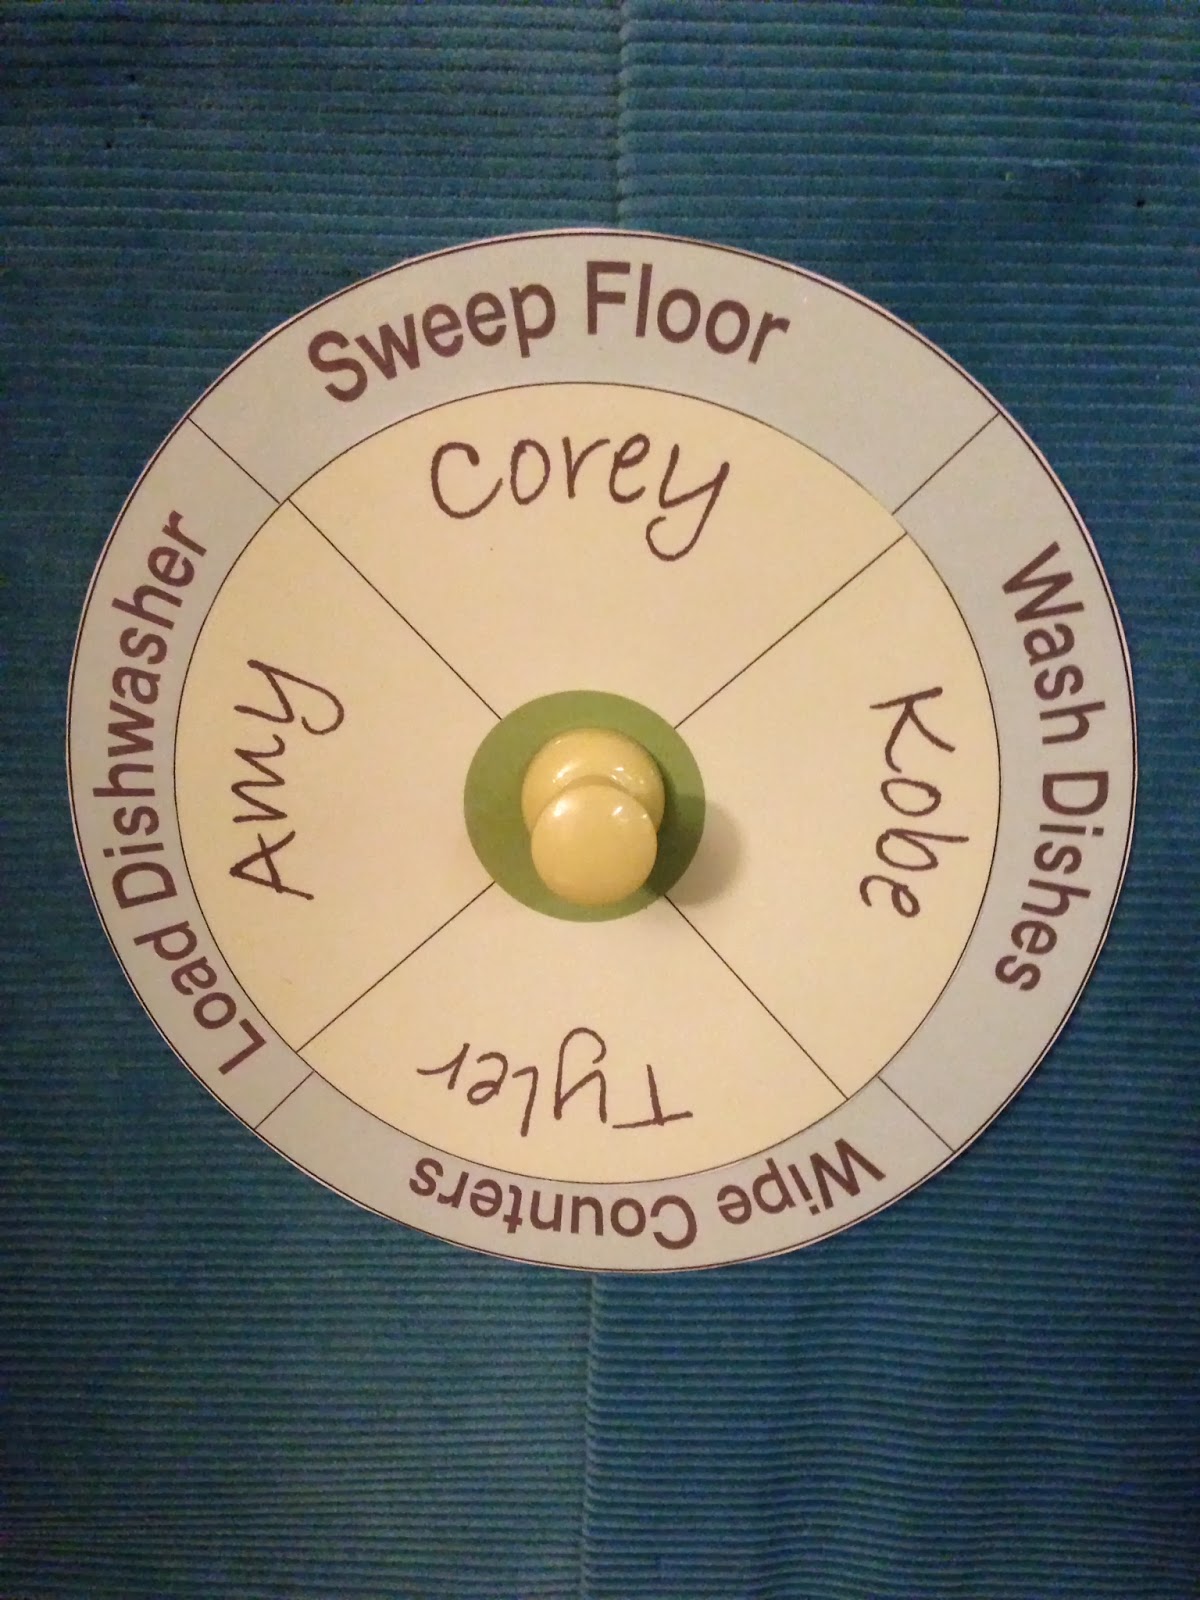 Sweep Floor
Corey
Wash Dishes
Kobe
Wipe Counters
Tyler
Load Dishwasher
Amy